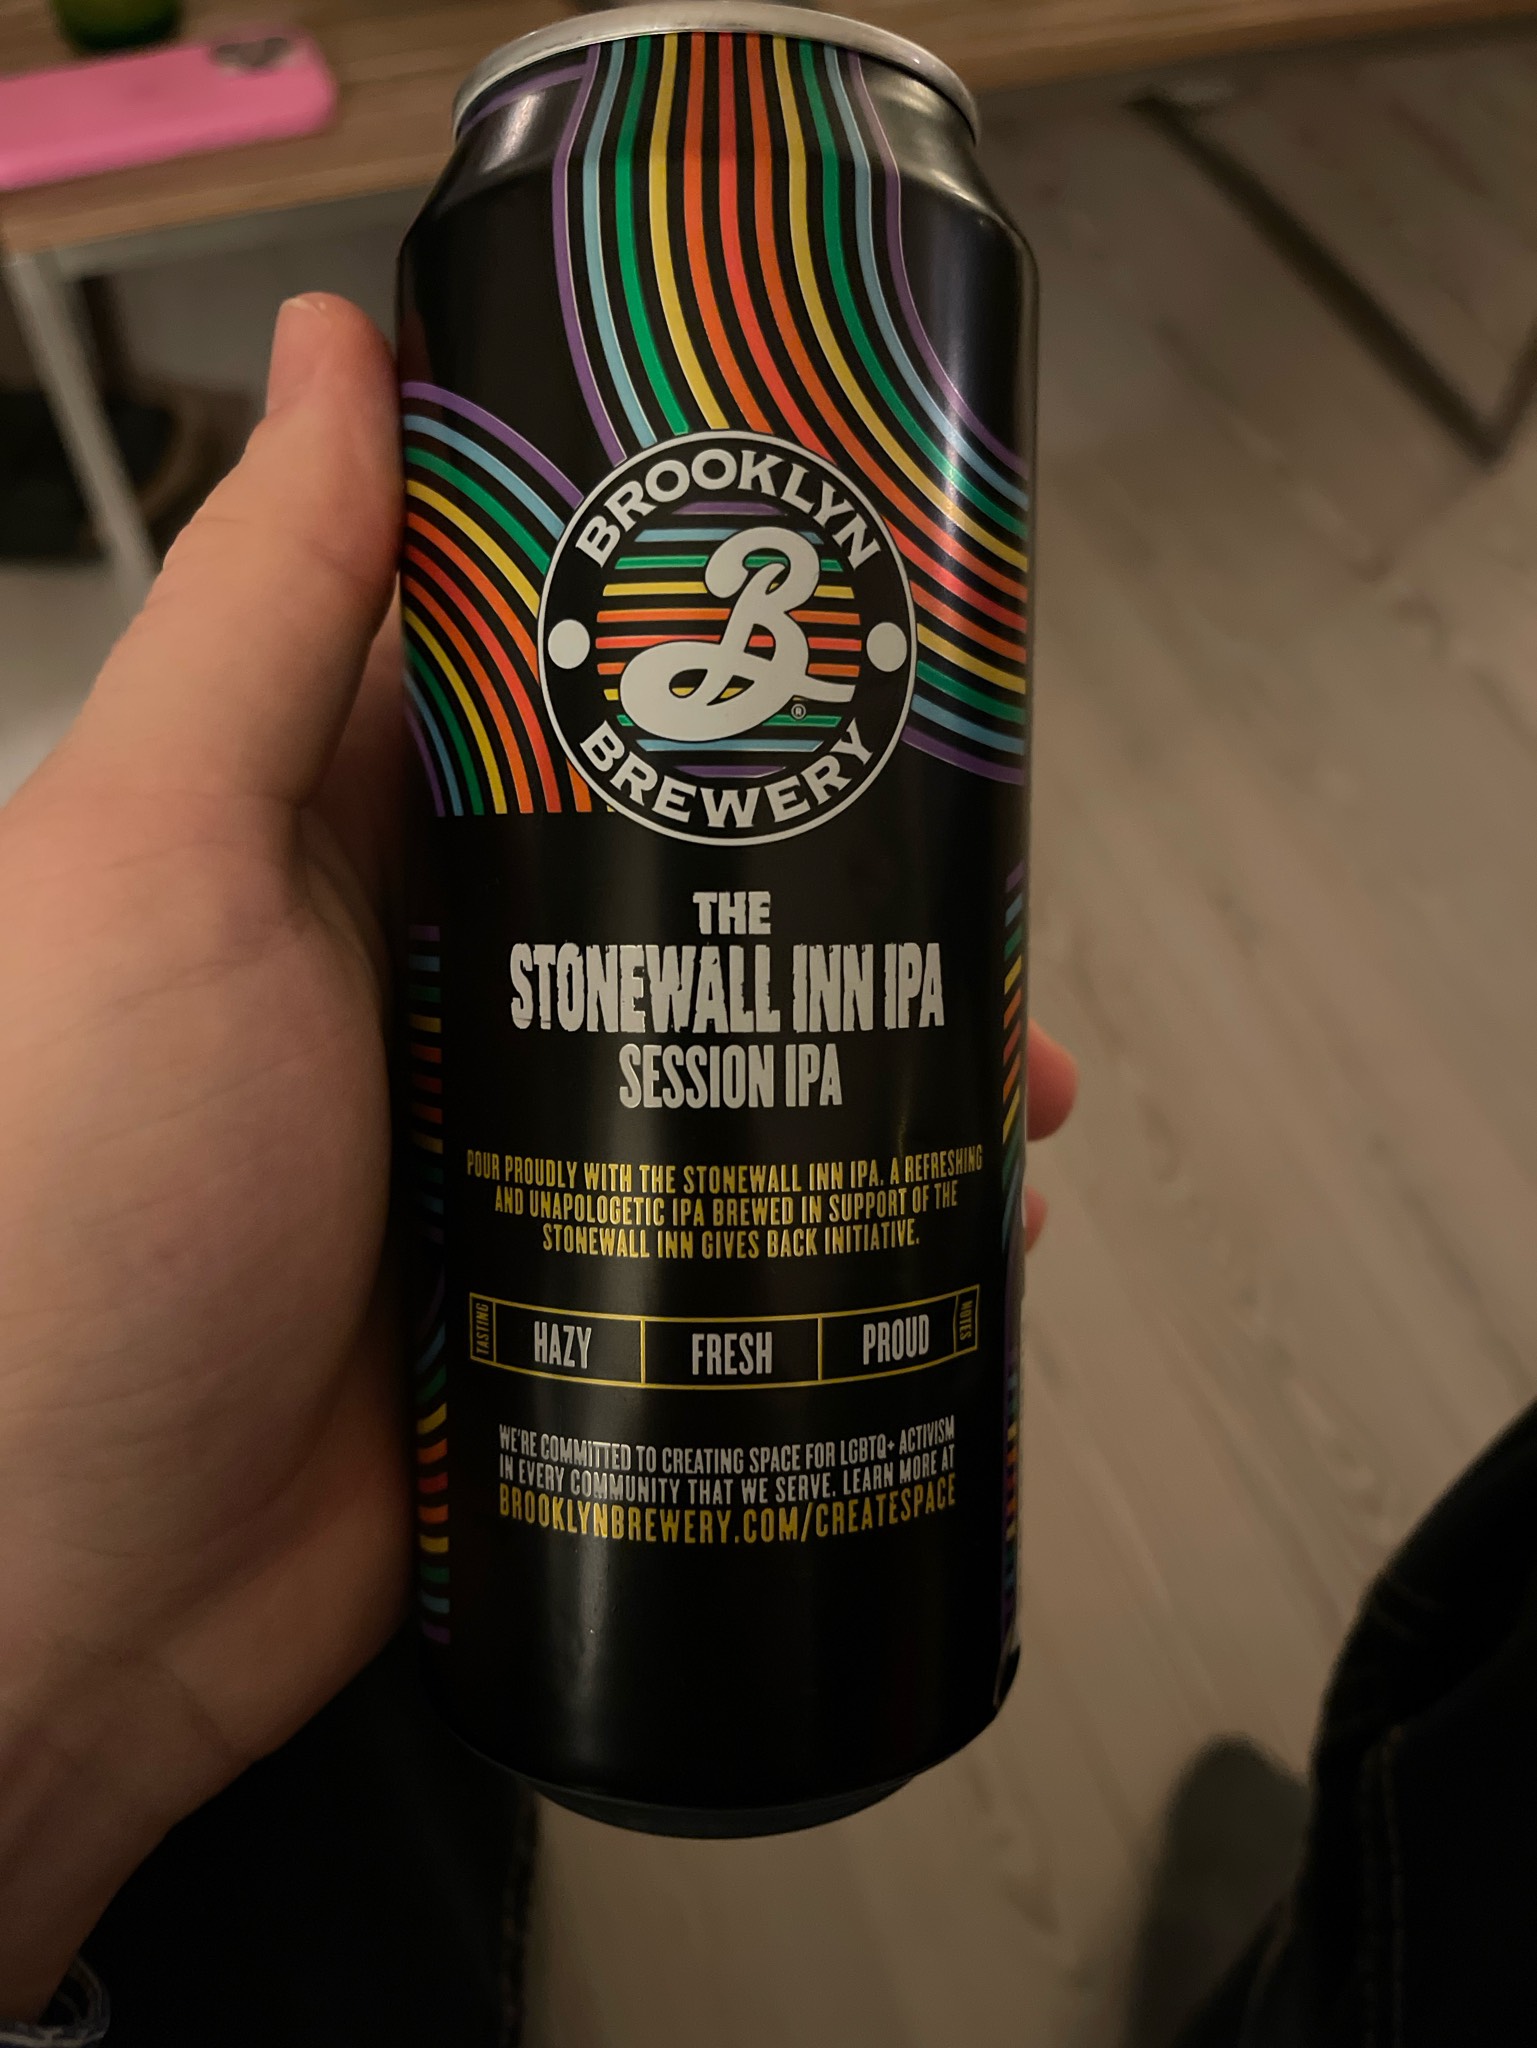 BROOKLYN
B
®
BREWERY
THE
STONEWALL INN IPA
SESSION IPA
POUR PROUDLY WITH THE STONEWALL INN IPA. A REFRESHING
AND UNAPOLOGETIC IPA BREWED IN SUPPORT OF THE
STONEWALL INN GIVES BACK INITIATIVE.
TASTING
HAZY
FRESH
PROUD
NOTES
WE'RE COMMITTED TO CREATING SPACE FOR LGBTQ+ ACTIVISM
IN EVERY COMMUNITY THAT WE SERVE. LEARN MORE AT
BROOKLYNBREWERY.COM/CREATESPACE